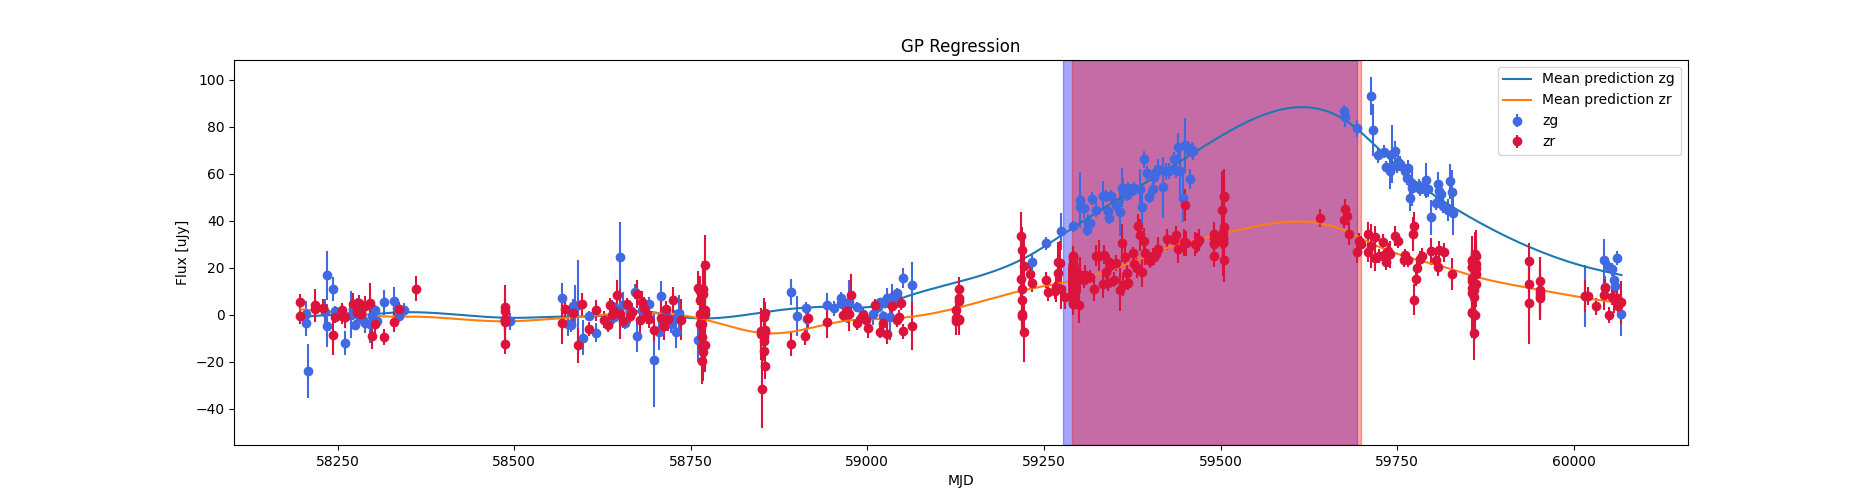 GP Regression
100
80
60
40
20
0
−20
−40
Flux [uJy]
58250
58500
58750
59000
59250
59500
59750
60000
MJD
Mean prediction zg
Mean prediction zr
zg
zr